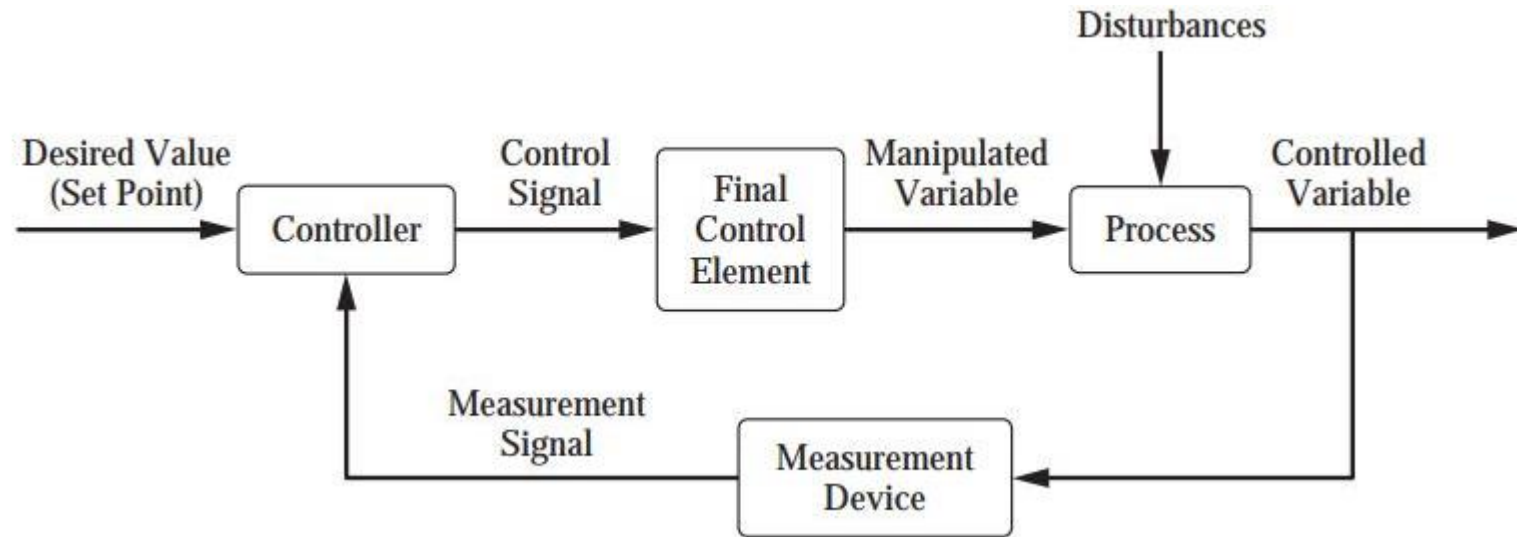 Disturbances
Desired Value
(Set Point)
Controller
Control
Signal
Final
Control
Element
Manipulated
Variable
Process
Controlled
Variable
Measurement
Signal
Measurement
Device